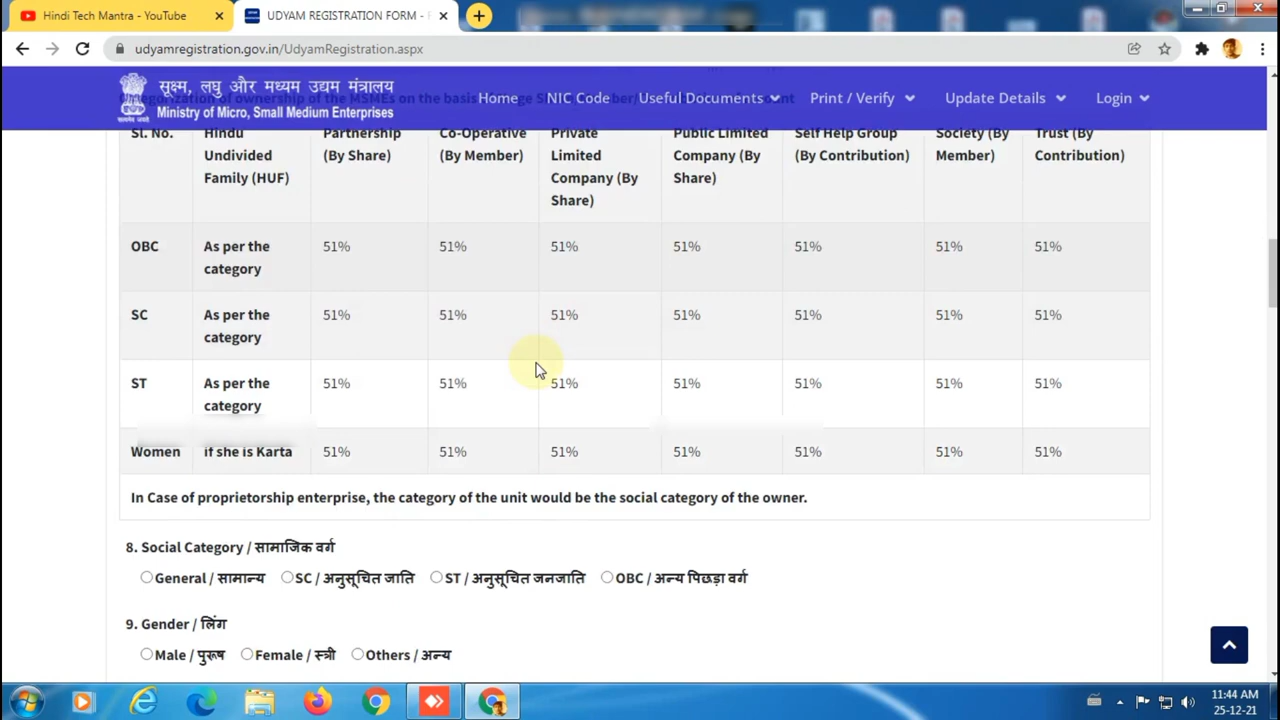 Hindi Tech Mantra - YouTube
UDYAM REGISTRATION FORM -
udyamregistration.gov.in/UdyamRegistration.aspx
सूक्ष्म, लघु और मध्यम उद्यम मंत्रालय
Ministry of Micro, Small Medium Enterprises
Home NIC Code Useful Documents Print / Verify Update Details Login
Sl. No. Hindu Undivided Family (HUF) Partnership (By Share) Co-Operative (By Member) Private Limited Company (By Share) Public Limited Company (By Share) Self Help Group (By Contribution) Society (By Member) Trust (By Contribution)
OBC As per the category 51% 51% 51% 51% 51% 51% 51%
SC As per the category 51% 51% 51% 51% 51% 51% 51%
ST As per the category 51% 51% 51% 51% 51% 51% 51%
Women if she is Karta 51% 51% 51% 51% 51% 51% 51%
In Case of proprietorship enterprise, the category of the unit would be the social category of the owner.
8. Social Category / सामाजिक वर्ग
General / सामान्य SC / अनुसूचित जाति ST / अनुसूचित जनजाति OBC / अन्य पिछड़ा वर्ग
9. Gender / लिंग
Male / पुरूष Female / स्त्री Others / अन्य
11:44 AM
25-12-21